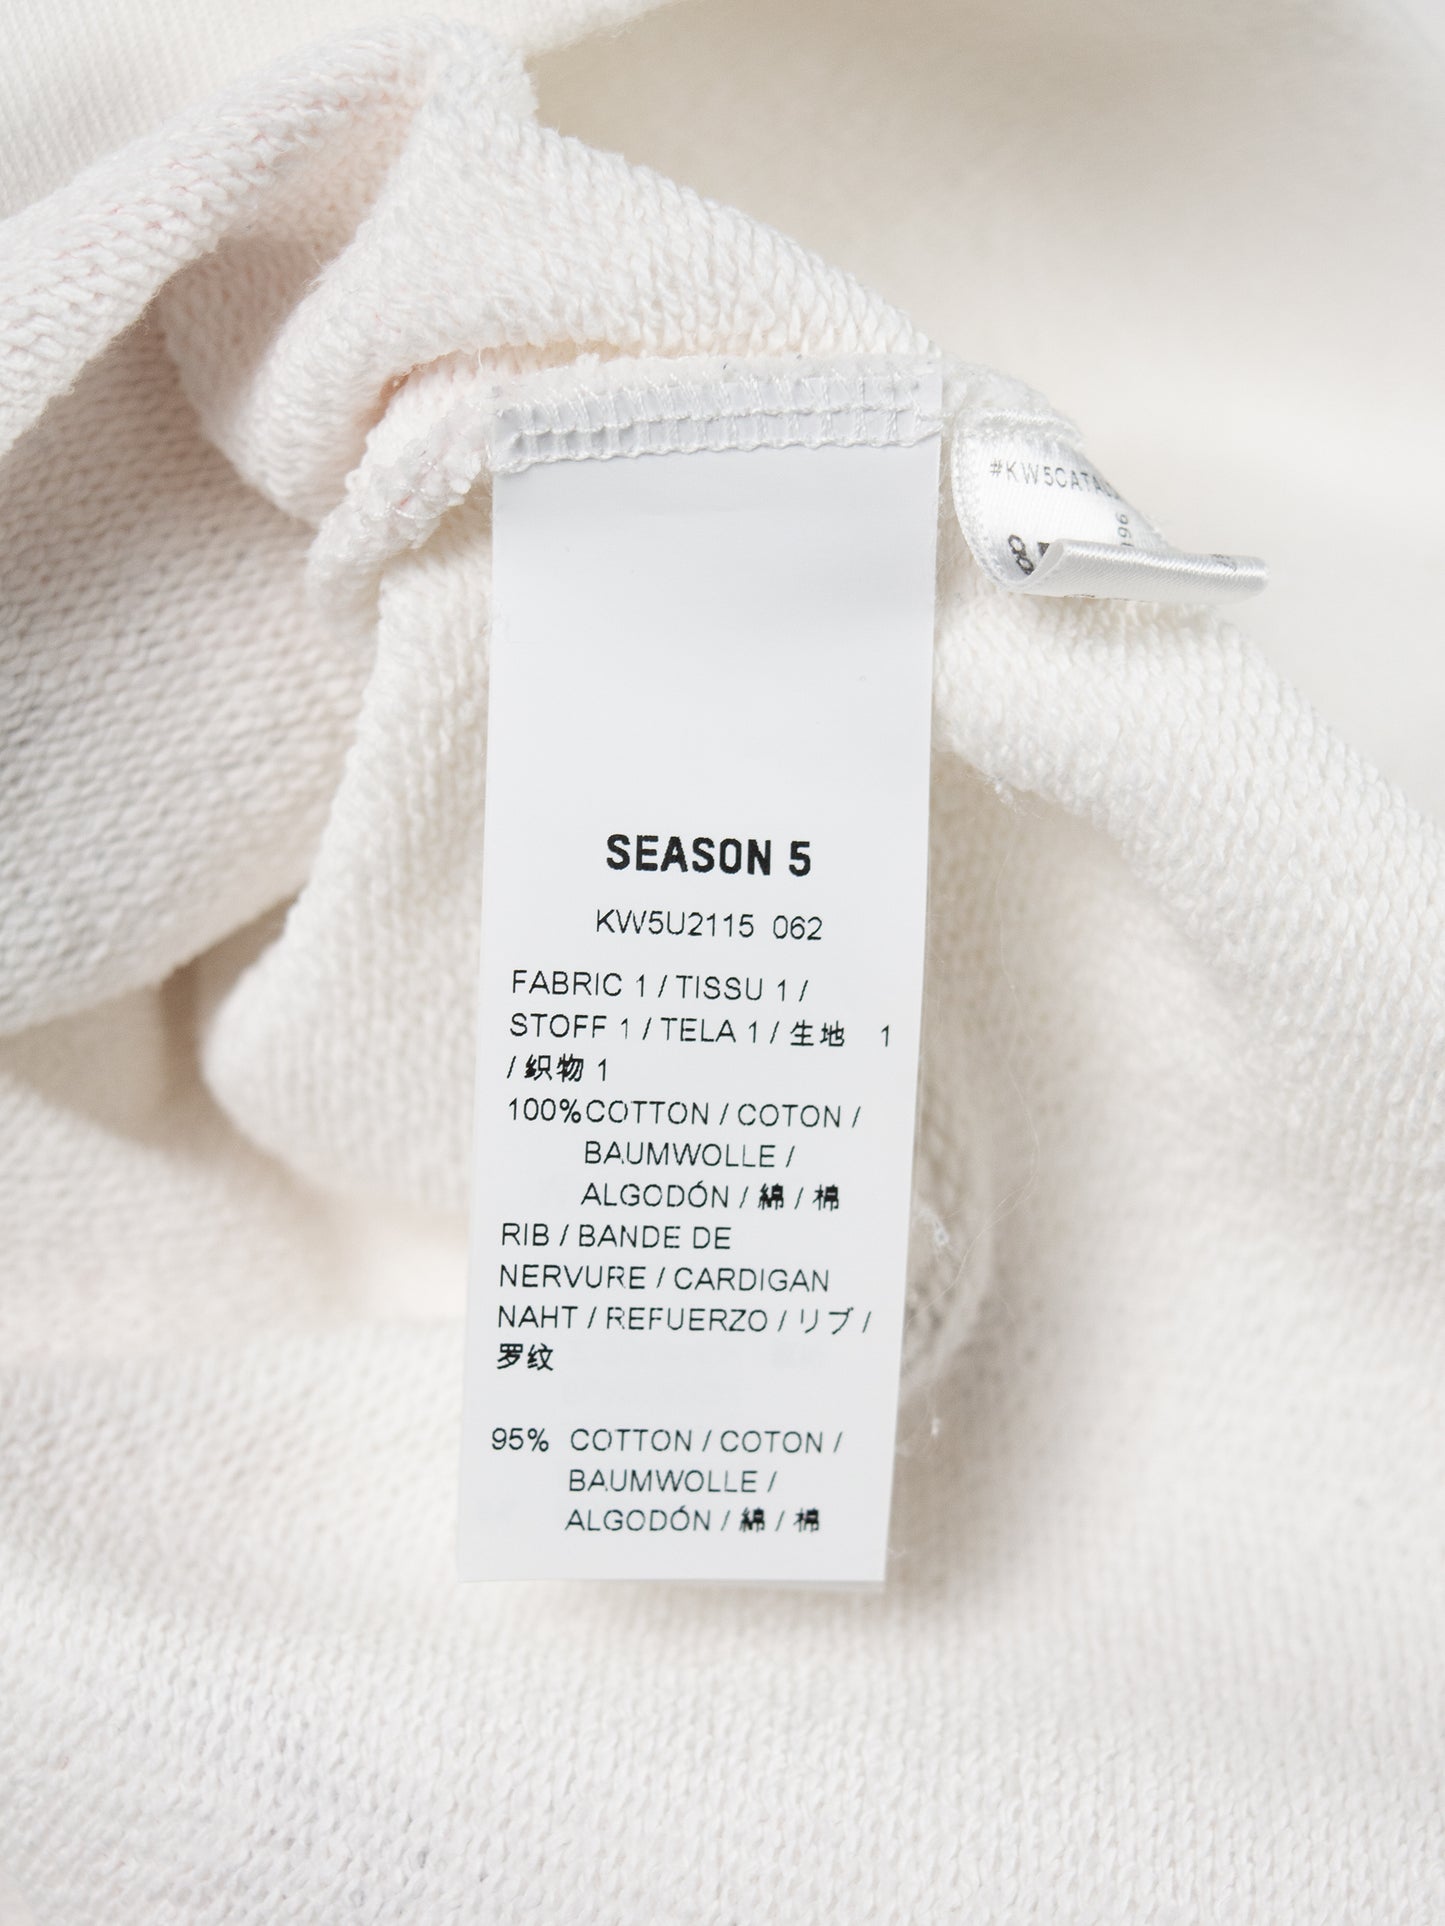 SEASON 5
KW5U2115 062
FABRIC 1 / TISSU 1 /
STOFF 1 / TELA 1 / 生地 1
/ 织物 1
100%COTTON / COTON /
BAUMWOLLE /
ALGODÓN / 綿 / 棉
RIB / BANDE DE
NERVURE / CARDIGAN
NAHT / REFUERZO / リブ /
罗纹
95% COTTON / COTON /
BAUMWOLLE /
ALGODÓN / 綿 / 棉